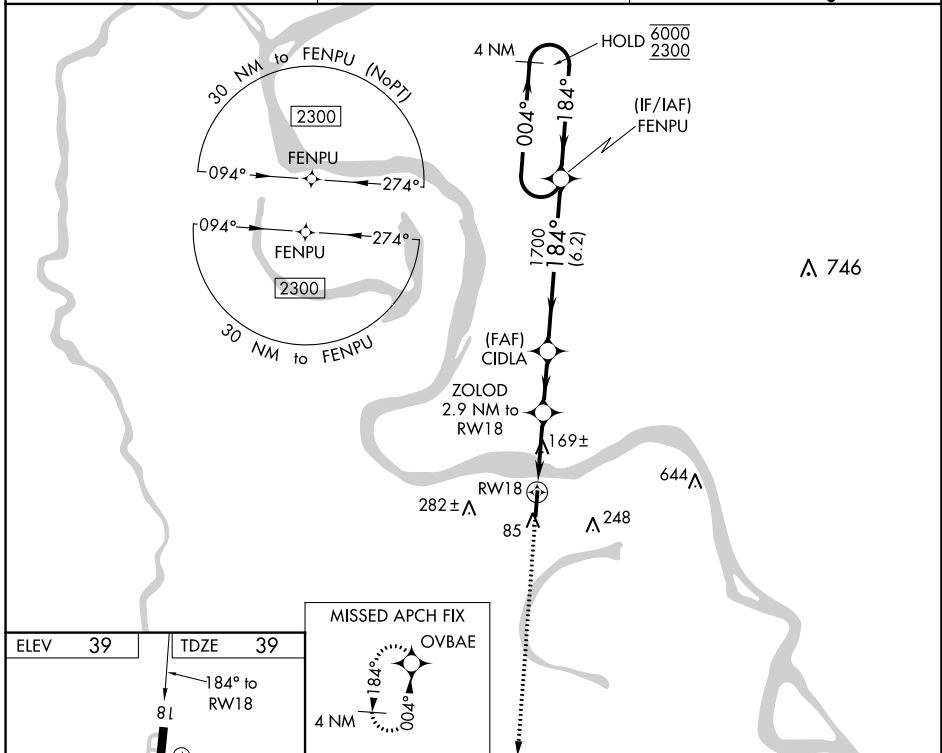 30 NM to FENPU (NoPT)
2300
FENPU
094°
274°
094°
274°
FENPU
2300
30 NM to FENPU
4 NM
HOLD 6000
2300
004°
184°
(IF/IAF)
FENPU
1700
184°
(6.2)
746
(FAF)
CIDLA
ZOLOD
2.9 NM to
RW18
169±
RW18
282±
85
248
644
ELEV 39
TDZE 39
184° to
RW18
18
MISSED APCH FIX
OVBAE
184°
004°
4 NM